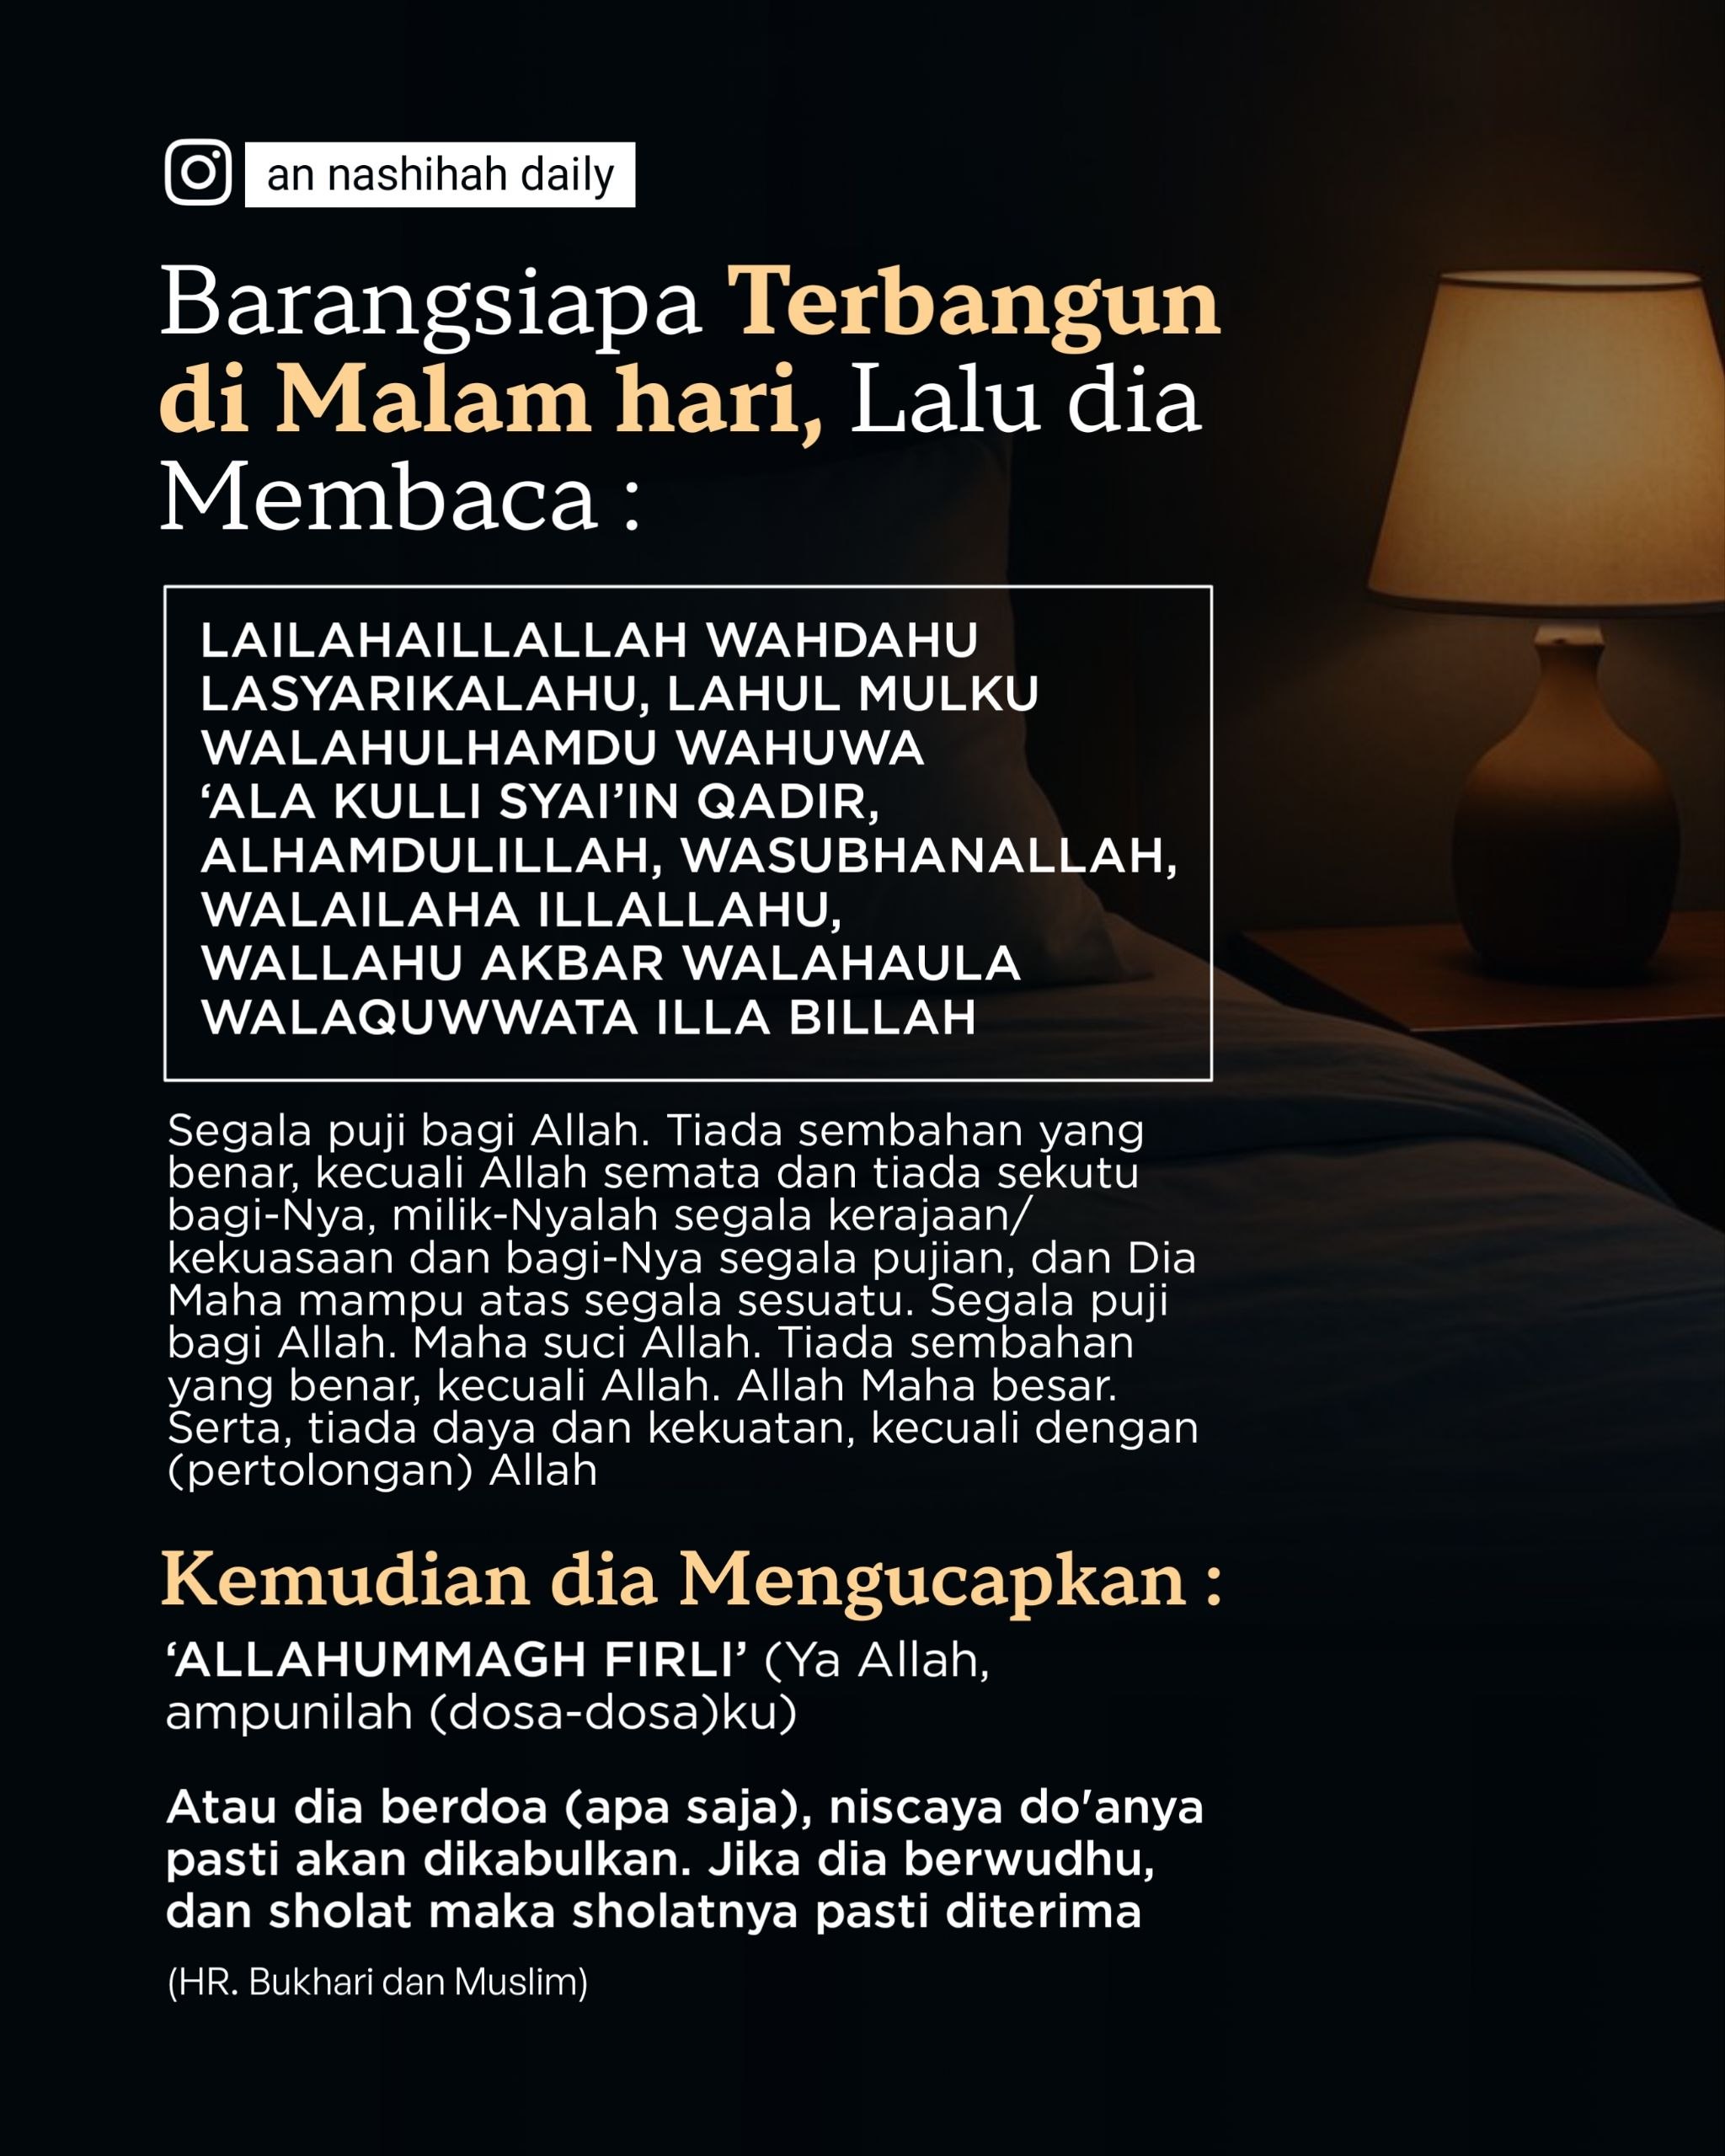 an nashihah daily
Barangsiapa Terbangun
di Malam hari, Lalu dia
Membaca :
LAILAHAILLALLAH WAHDAHU
LASYARIKALAHU, LAHUL MULKU
WALAHULHAMDU WAHUWA
‘ALA KULLI SYAI’IN QADIR,
ALHAMDULILLAH, WASUBHANALLAH,
WALAILAHA ILLALLAHU,
WALLAHU AKBAR WALAHAULA
WALAQUWWATA ILLA BILLAH
Segala puji bagi Allah. Tiada sembahan yang
benar, kecuali Allah semata dan tiada sekutu
bagi-Nya, milik-Nyalah segala kerajaan/
kekuasaan dan bagi-Nya segala pujian, dan Dia
Maha mampu atas segala sesuatu. Segala puji
bagi Allah. Maha suci Allah. Tiada sembahan
yang benar, kecuali Allah. Allah Maha besar.
Serta, tiada daya dan kekuatan, kecuali dengan
(pertolongan) Allah
Kemudian dia Mengucapkan :
‘ALLAHUMMAGH FIRLI’ (Ya Allah,
ampunilah (dosa-dosa)ku)
Atau dia berdoa (apa saja), niscaya do'anya
pasti akan dikabulkan. Jika dia berwudhu,
dan sholat maka sholatnya pasti diterima
(HR. Bukhari dan Muslim)